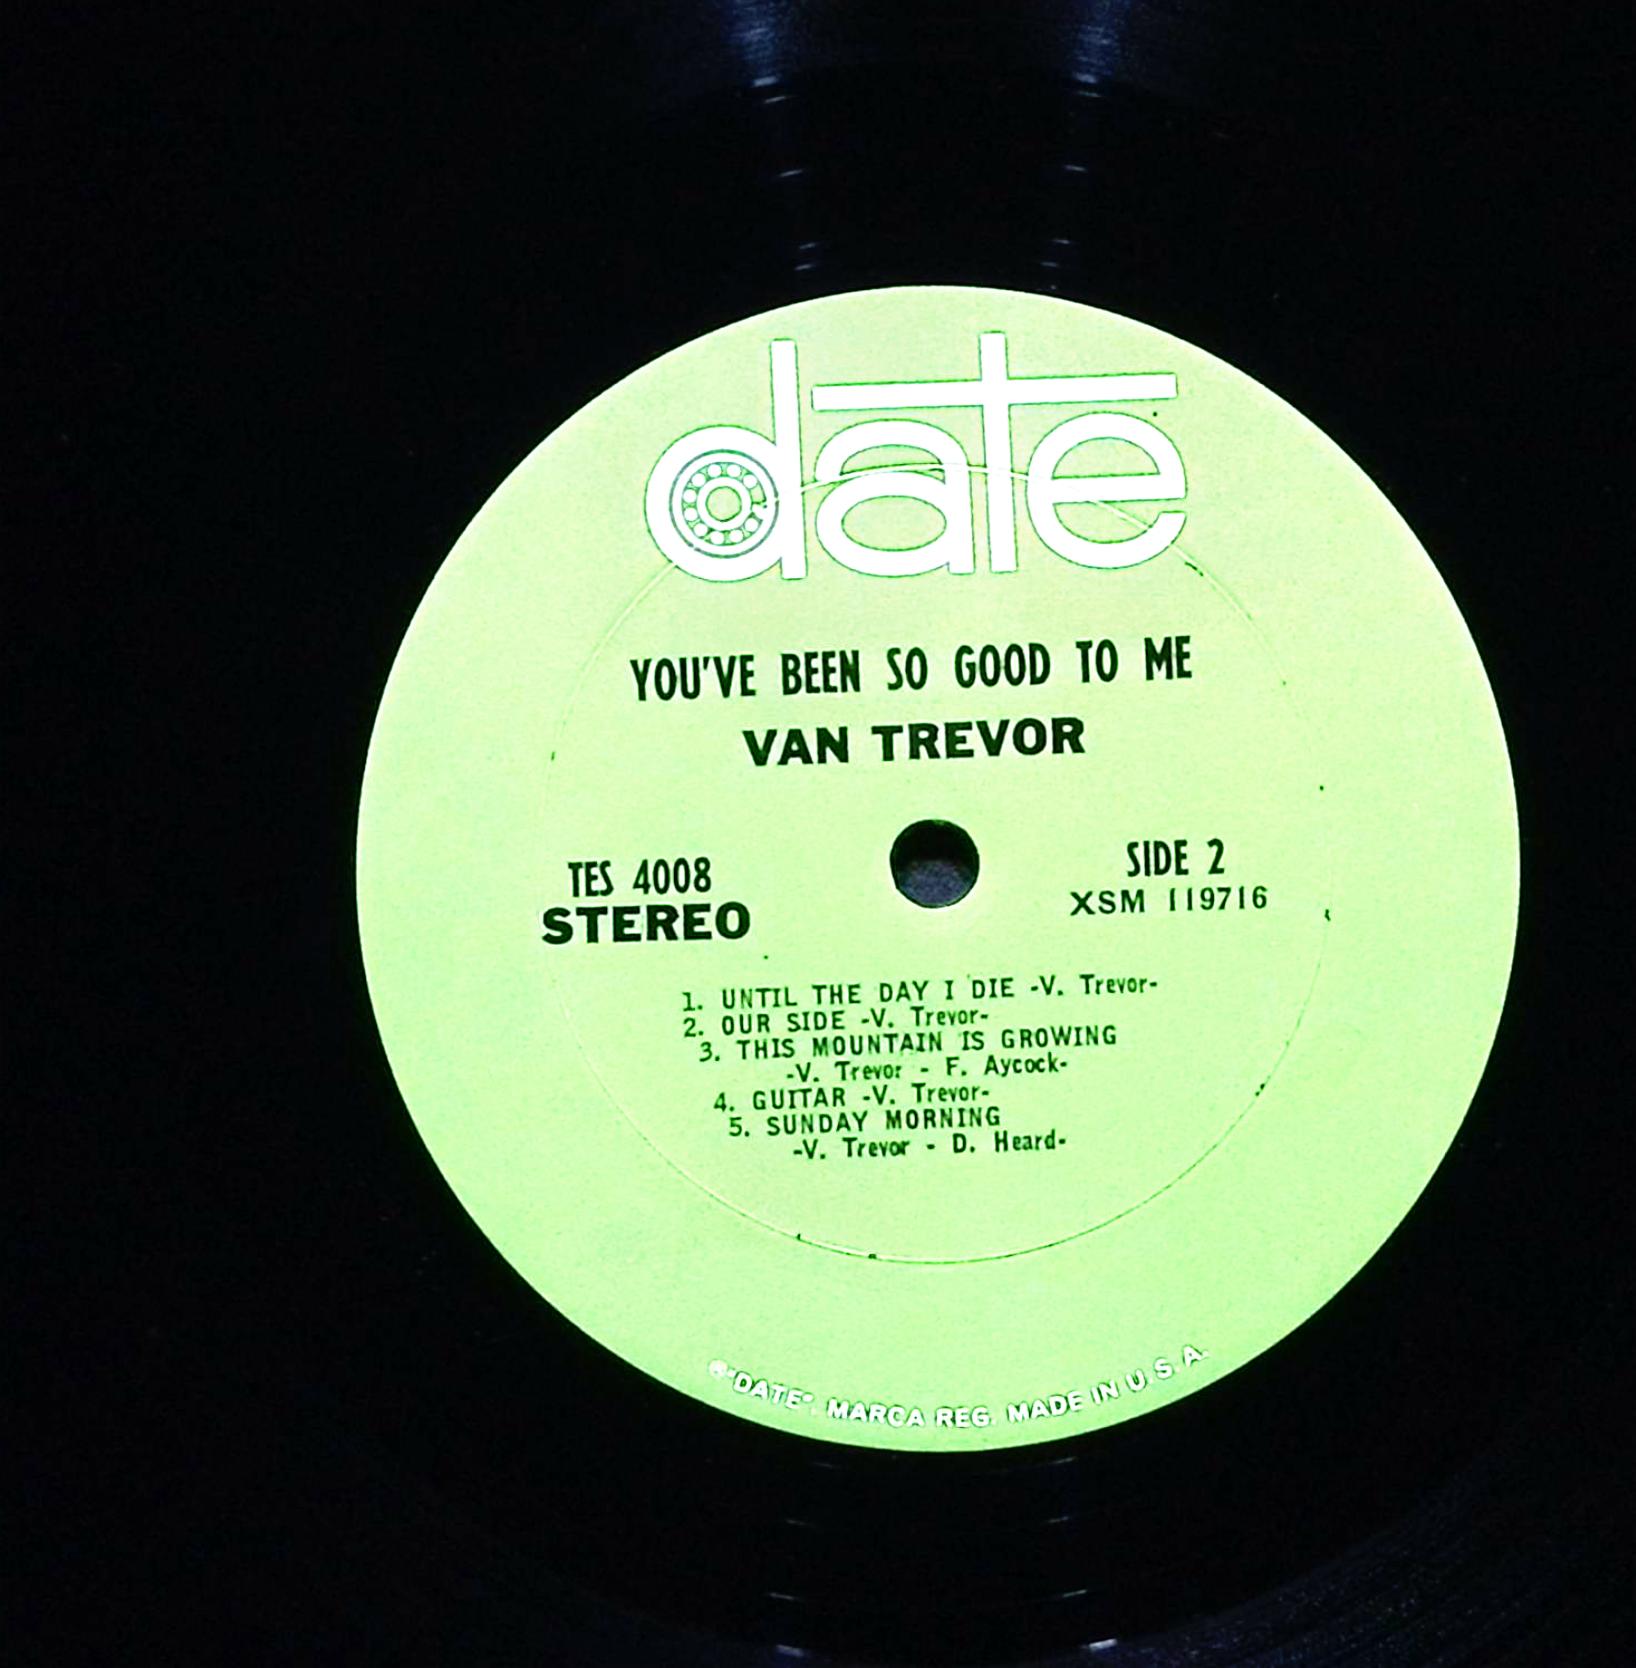 date
YOU'VE BEEN SO GOOD TO ME
VAN TREVOR
TES 4008
STEREO
SIDE 2
XSM 119716
1. UNTIL THE DAY I DIE -V. Trevor-
2. OUR SIDE -V. Trevor-
3. THIS MOUNTAIN IS GROWING
-V. Trevor - F. Aycock-
4. GUITAR -V. Trevor-
5. SUNDAY MORNING
-V. Trevor - D. Heard-
®"DATE". MARCA REG. MADE IN U.S.A.